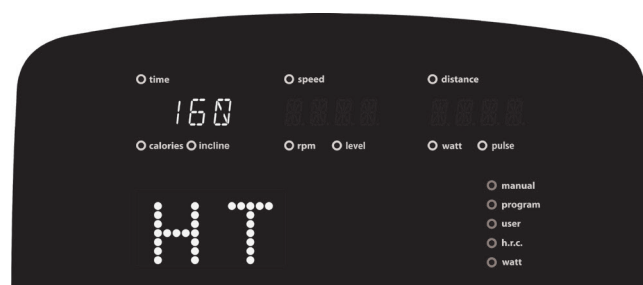 time speed distance
160
calories incline rpm level watt pulse
manual
program
user
h.r.c.
watt
HT